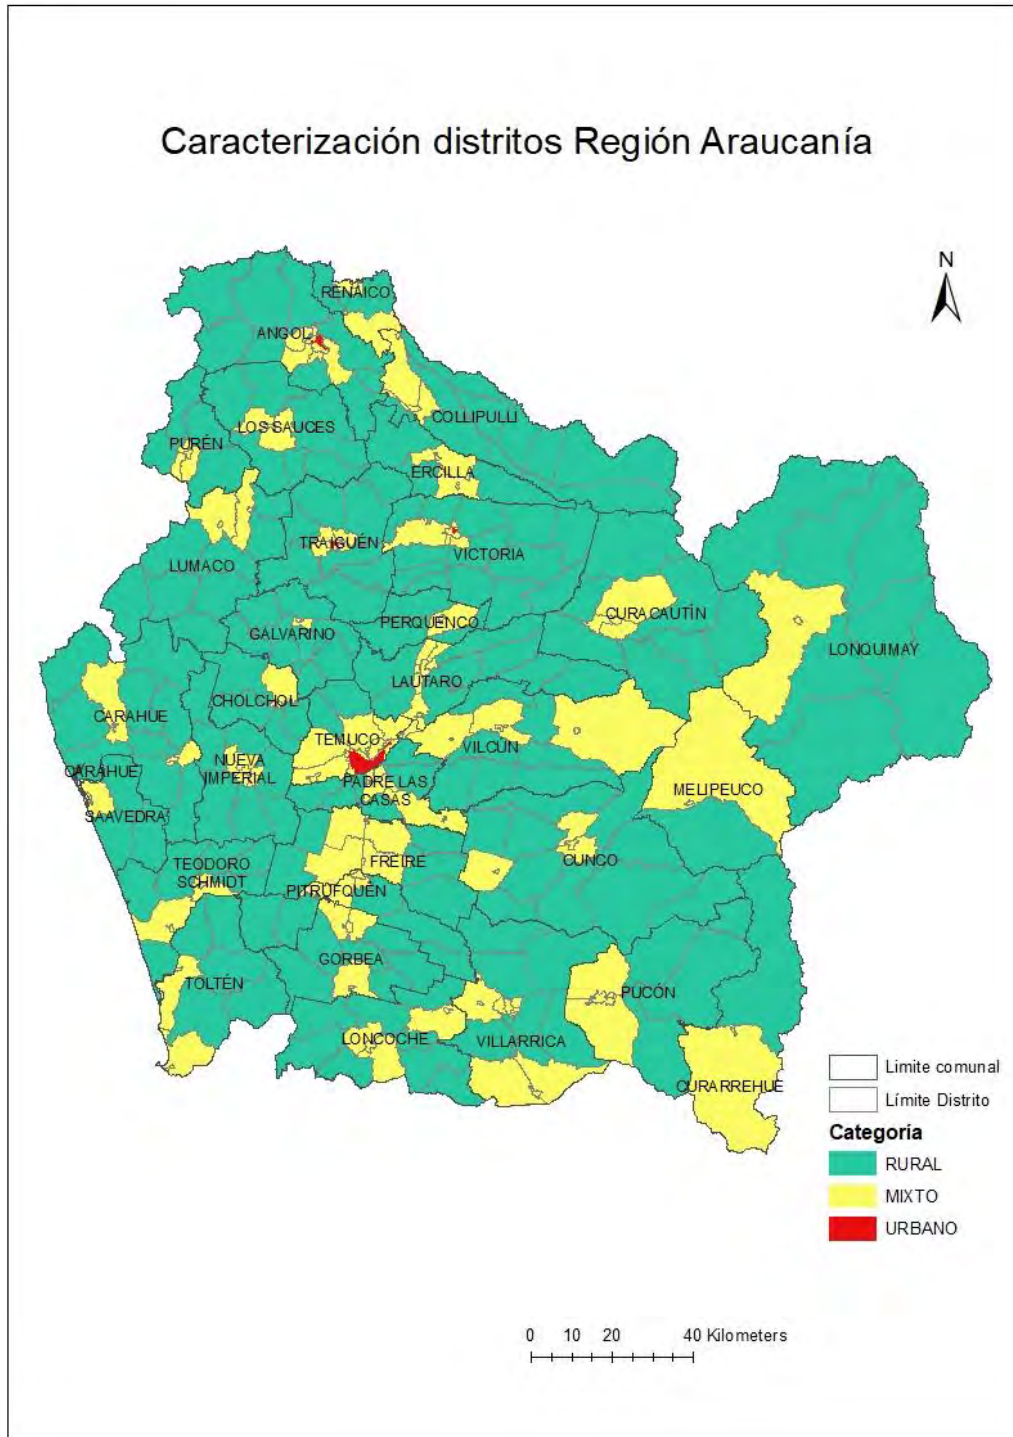 Caracterización distritos Región Araucanía
N
RENAICO
ANGOL
COLLIPULLI
LOS SAUCES
PURÉN
ERCILLA
TRAIGUÉN
VICTORIA
LUMACO
CURACAUTÍN
PERQUENCO
GALVARINO
LONQUIMAY
LAUTARO
CHOLCHOL
CARAHUE
TEMUCO
VILCÚN
NUEVA
IMPERIAL
CARAHUE
PADRE LAS
CASAS
MELIPEUCO
SAAVEDRA
FREIRE
CUNCO
TEODORO
SCHMIDT
PITRUFQUÉN
GORBEA
TOLTÉN
PUCÓN
LONCOCHE
VILLARRICA
CURARREHUE
Limite comunal
Límite Distrito
Categoría
RURAL
MIXTO
URBANO
0 10 20 40 Kilometers